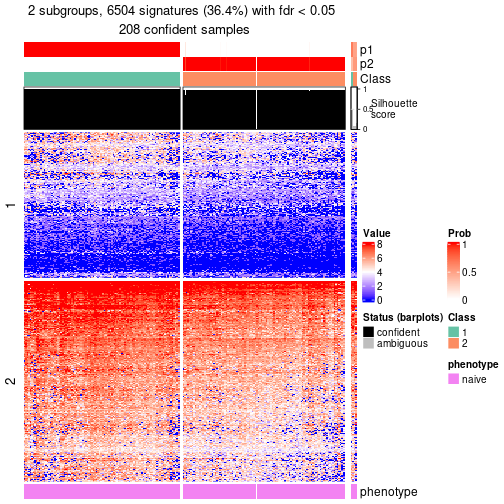 2 subgroups, 6504 signatures (36.4%) with fdr < 0.05
208 confident samples
p1
p2
Class
1
0.5
0
Silhouette
score
1
2
phenotype
Value
8
6
4
2
0
Prob
1
0.5
0
Status (barplots)
confident
ambiguous
Class
1
2
phenotype
naive